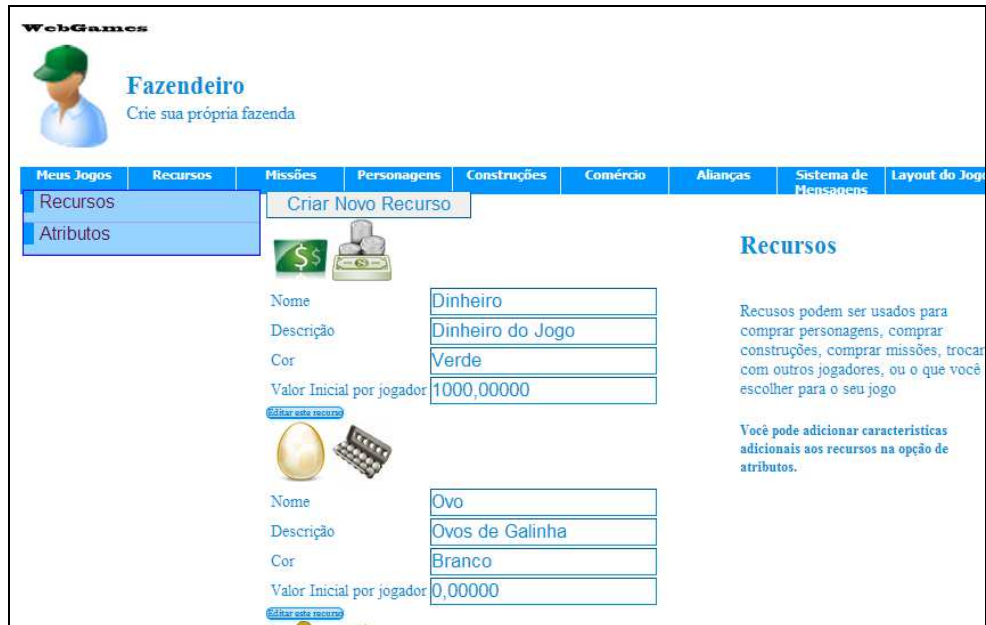 WebGames
Fazendeiro
Crie sua própria fazenda
Meus Jogos Recursos Missões Personagens Construções Comércio Alianças Sistema de Mensagens Layout do Jogo
Recursos
Atributos
Criar Novo Recurso
Nome Dinheiro
Descrição Dinheiro do Jogo
Cor Verde
Valor Inicial por jogador 1000,00000
Editar este recurso
Nome Ovo
Descrição Ovos de Galinha
Cor Branco
Valor Inicial por jogador 0,00000
Editar este recurso
Recursos
Recusos podem ser usados para
comprar personagens, comprar
construções, comprar missões, trocar
com outros jogadores, ou o que você
escolher para o seu jogo
Você pode adicionar caracteristicas
adicionais aos recursos na opção de
atributos.